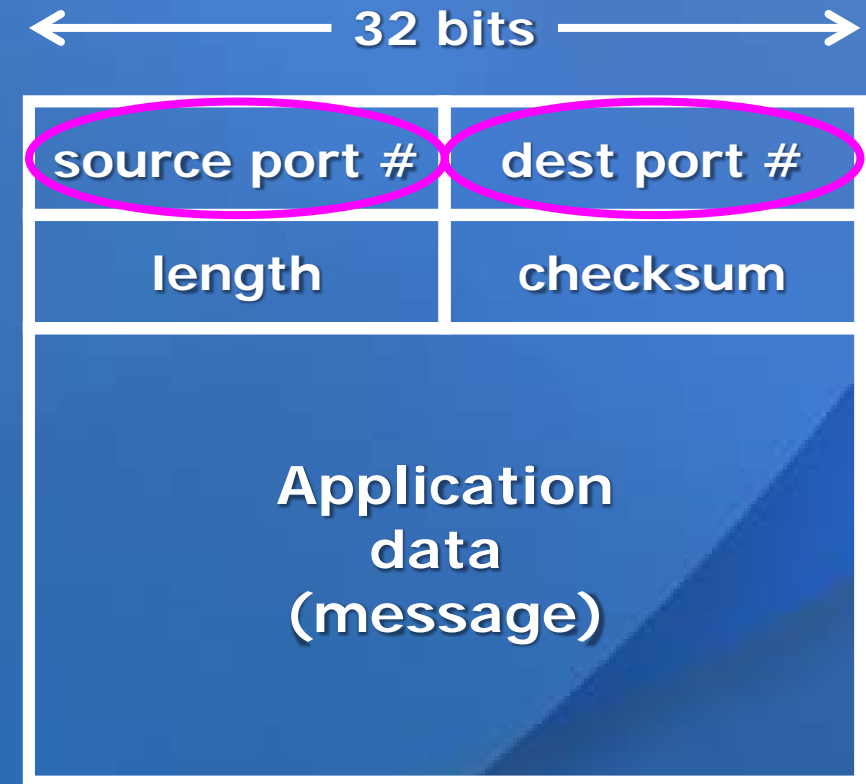 32 bits
source port # dest port #
length checksum
Application
data
(message)